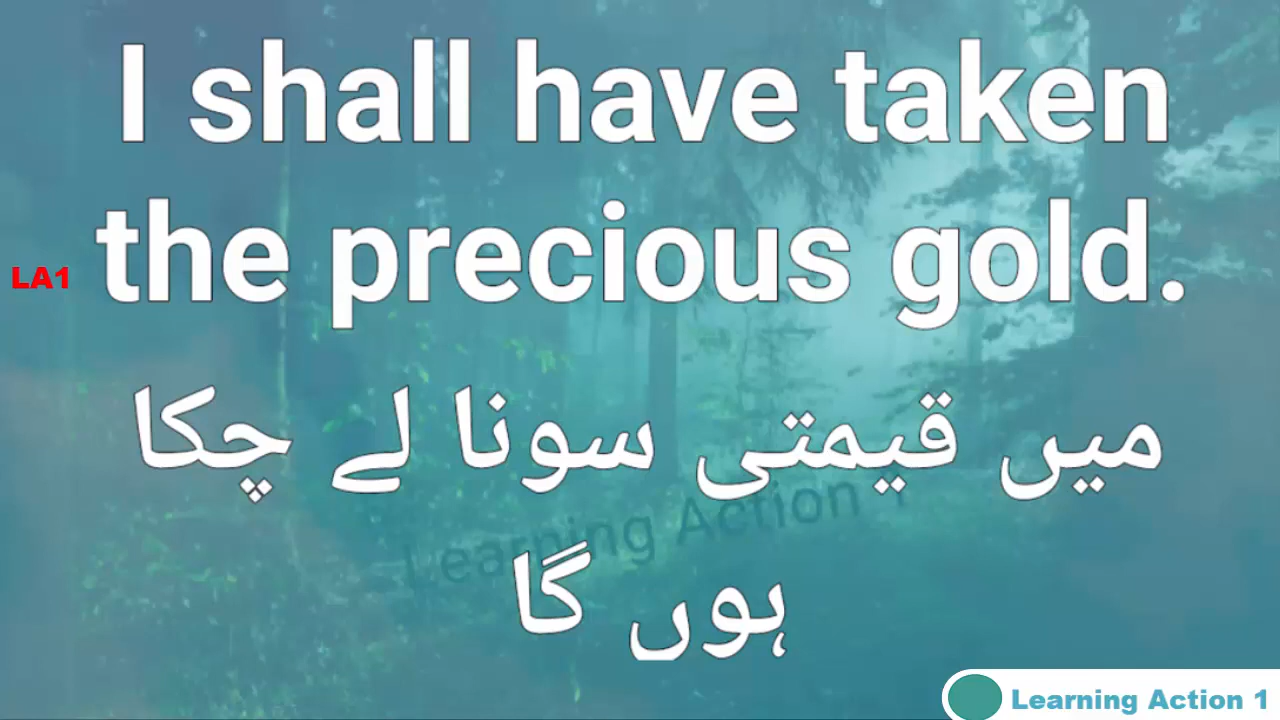 I shall have taken
the precious gold.
LA1
میں قیمتی سونا لے چکا
ہوں گا
Learning Action 1
Learning Action 1